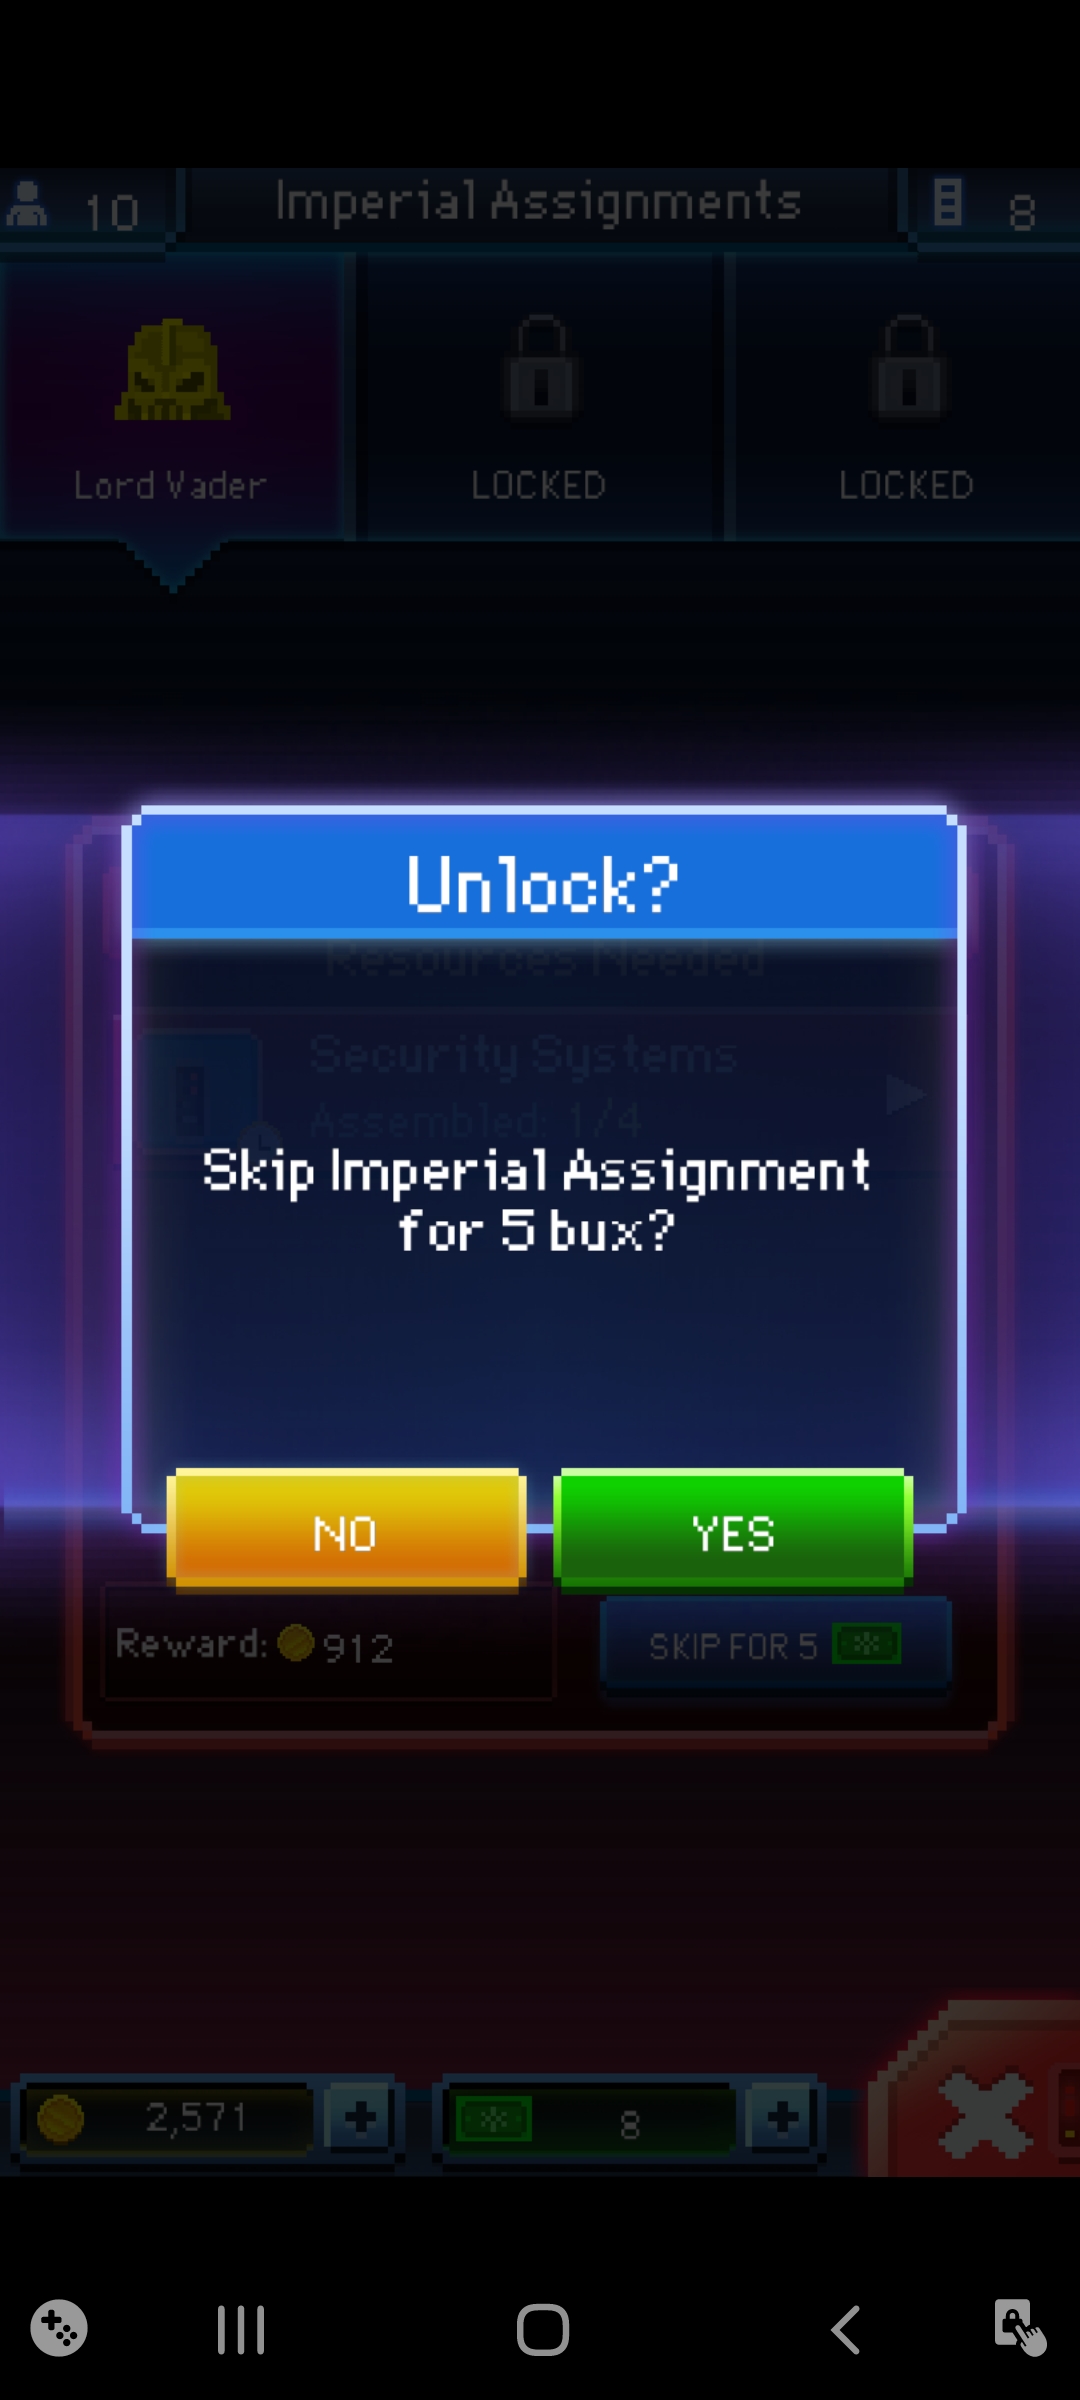 10
Imperial Assignments
8
Lord Vader
LOCKED
LOCKED
Unlock?
Resources Needed
Security Systems
Assembled: 1/4
Skip Imperial Assignment
for 5 bux?
NO
YES
Reward: 912
SKIP FOR 5
2,571
8